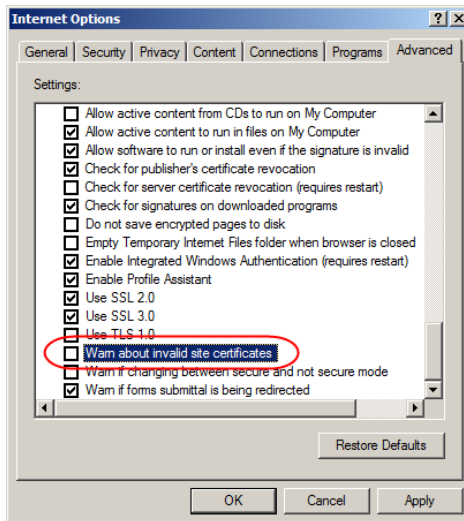 Internet Options
General Security Privacy Content Connections Programs Advanced
Settings:
Allow active content from CDs to run on My Computer
Allow active content to run in files on My Computer
Allow software to run or install even if the signature is invalid
Check for publisher's certificate revocation
Check for server certificate revocation (requires restart)
Check for signatures on downloaded programs
Do not save encrypted pages to disk
Empty Temporary Internet Files folder when browser is closed
Enable Integrated Windows Authentication (requires restart)
Enable Profile Assistant
Use SSL 2.0
Use SSL 3.0
Use TLS 1.0
Warn about invalid site certificates
Warn if changing between secure and not secure mode
Warn if forms submittal is being redirected
Restore Defaults
OK Cancel Apply